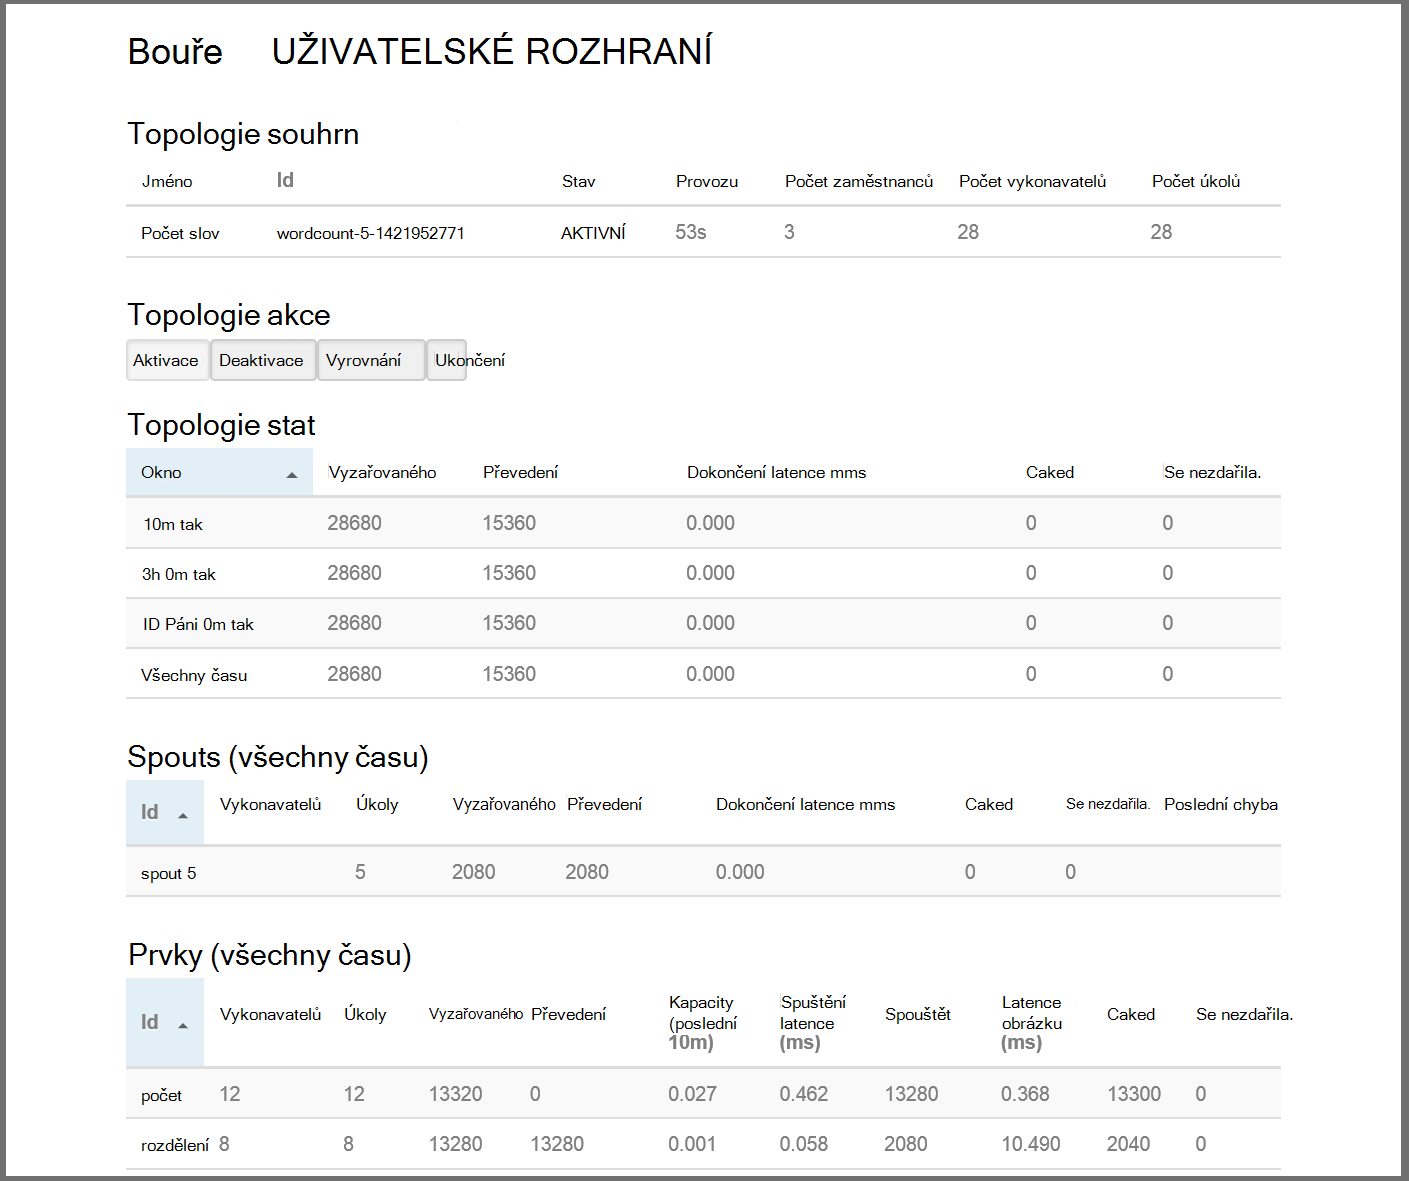 Bouře UŽIVATELSKÉ ROZHRANÍ
Topologie souhrn
Jméno Id Stav Provozu Počet zaměstnanců Počet vykonavatelů Počet úkolů
Počet slov wordcount-5-1421952771 AKTIVNÍ 53s 3 28 28
Topologie akce
Aktivace Deaktivace Vyrovnání Ukončení
Topologie stat
Okno Vyzařovaného Převedení Dokončení latence mms Caked Se nezdařila.
10m tak 28680 15360 0.000 0 0
3h 0m tak 28680 15360 0.000 0 0
ID Páni 0m tak 28680 15360 0.000 0 0
Všechny času 28680 15360 0.000 0 0
Spouts (všechny času)
Id Vykonavatelů Úkoly Vyzařovaného Převedení Dokončení latence mms Caked Se nezdařila. Poslední chyba
spout 5 5 2080 2080 0.000 0 0
Prvky (všechny času)
Id Vykonavatelů Úkoly Vyzařovaného Převedení Kapacity (poslední 10m) Spuštění latence (ms) Spouštět Latence obrázku (ms) Caked Se nezdařila.
počet 12 12 13320 0 0.027 0.462 13280 0.368 13300 0
rozdělení 8 8 13280 13280 0.001 0.058 2080 10.490 2040 0